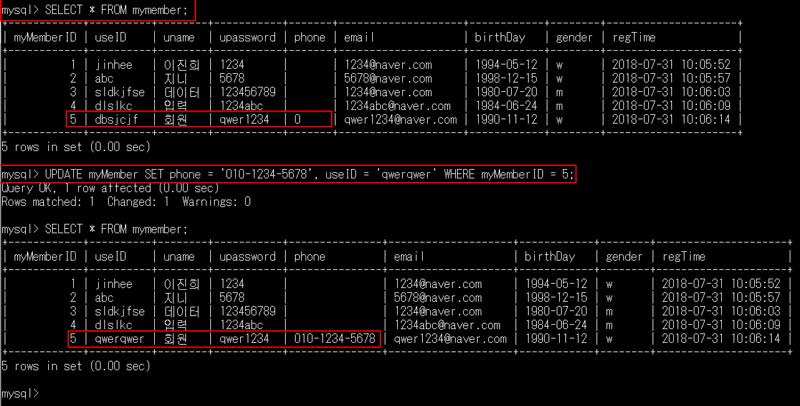 mysql> SELECT * FROM mymember;
+------------+----------+--------+-----------+-------+--------------------+------------+--------+---------------------+
| myMemberID | useID | uname | upassword | phone | email | birthDay | gender | regTime |
+------------+----------+--------+-----------+-------+--------------------+------------+--------+---------------------+
| 1 | jinhee | 이진희 | 1234 | | 1234@naver.com | 1994-05-12 | w | 2018-07-31 10:05:52 |
| 2 | abc | 지니 | 5678 | | 5678@naver.com | 1998-12-15 | w | 2018-07-31 10:05:57 |
| 3 | sldkjfse | 데이터 | 123456789 | | 1234@naver.com | 1980-07-20 | m | 2018-07-31 10:06:03 |
| 4 | dlslkc | 입력 | 1234abc | | 1234abc@naver.com | 1984-06-24 | m | 2018-07-31 10:06:09 |
| 5 | dbsjcjf | 회원 | qwer1234 | 0 | qwer1234@naver.com | 1990-11-12 | w | 2018-07-31 10:06:14 |
+------------+----------+--------+-----------+-------+--------------------+------------+--------+---------------------+
5 rows in set (0.00 sec)
mysql> UPDATE myMember SET phone = '010-1234-5678', useID = 'qwerqwer' WHERE myMemberID = 5;
Query OK, 1 row affected (0.00 sec)
Rows matched: 1 Changed: 1 Warnings: 0
mysql> SELECT * FROM mymember;
+------------+----------+--------+-----------+---------------+--------------------+------------+--------+---------------------+
| myMemberID | useID | uname | upassword | phone | email | birthDay | gender | regTime |
+------------+----------+--------+-----------+---------------+--------------------+------------+--------+---------------------+
| 1 | jinhee | 이진희 | 1234 | | 1234@naver.com | 1994-05-12 | w | 2018-07-31 10:05:52 |
| 2 | abc | 지니 | 5678 | | 5678@naver.com | 1998-12-15 | w | 2018-07-31 10:05:57 |
| 3 | sldkjfse | 데이터 | 123456789 | | 1234@naver.com | 1980-07-20 | m | 2018-07-31 10:06:03 |
| 4 | dlslkc | 입력 | 1234abc | | 1234abc@naver.com | 1984-06-24 | m | 2018-07-31 10:06:09 |
| 5 | qwerqwer | 회원 | qwer1234 | 010-1234-5678 | qwer1234@naver.com | 1990-11-12 | w | 2018-07-31 10:06:14 |
+------------+----------+--------+-----------+---------------+--------------------+------------+--------+---------------------+
5 rows in set (0.00 sec)
mysql>